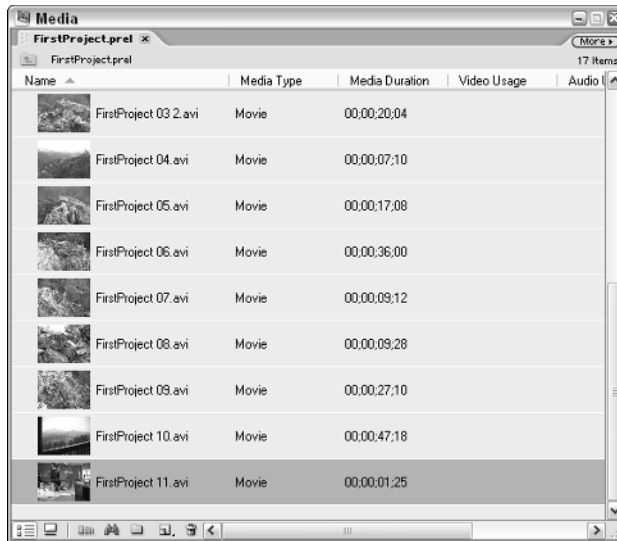 Media
FirstProject.prel
More
FirstProject.prel
17 Items
Name Media Type Media Duration Video Usage Audio U
FirstProject 03 2.avi Movie 00;00;20;04
FirstProject 04.avi Movie 00;00;07;10
FirstProject 05.avi Movie 00;00;17;08
FirstProject 06.avi Movie 00;00;36;00
FirstProject 07.avi Movie 00;00;09;12
FirstProject 08.avi Movie 00;00;09;28
FirstProject 09.avi Movie 00;00;27;10
FirstProject 10.avi Movie 00;00;47;18
FirstProject 11.avi Movie 00;00;01;25